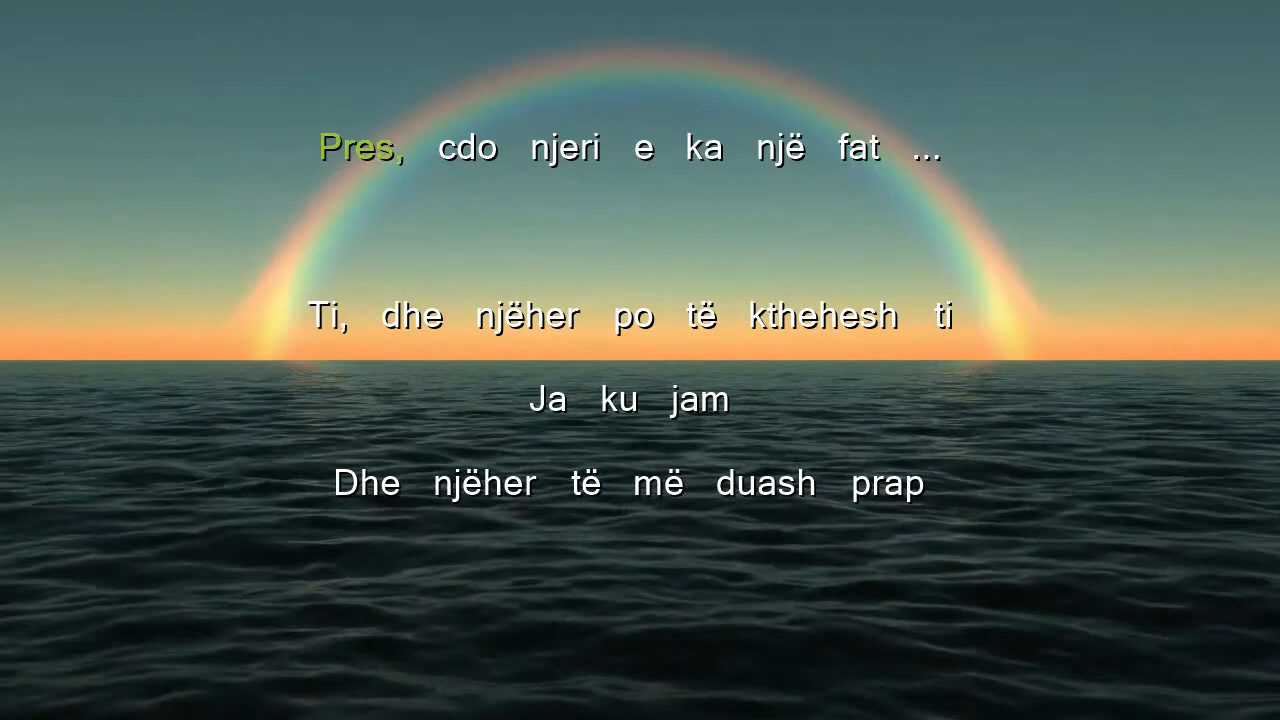 Pres, cdo njeri e ka një fat ...
Ti, dhe njëher po të kthehesh ti
Ja ku jam
Dhe njëher të më duash prap